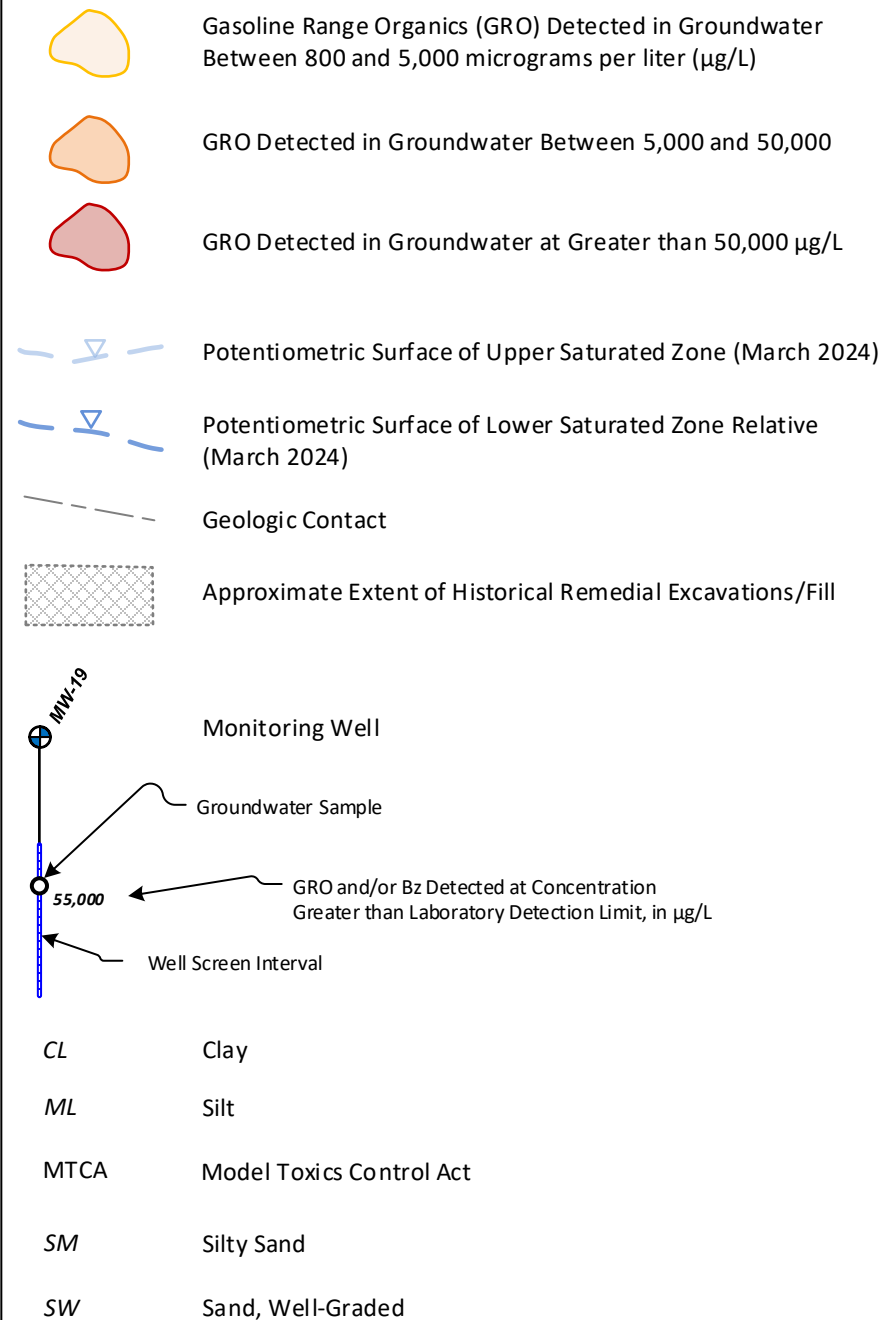 Gasoline Range Organics (GRO) Detected in Groundwater
Between 800 and 5,000 micrograms per liter (µg/L)
GRO Detected in Groundwater Between 5,000 and 50,000
GRO Detected in Groundwater at Greater than 50,000 µg/L
Potentiometric Surface of Upper Saturated Zone (March 2024)
Potentiometric Surface of Lower Saturated Zone Relative
(March 2024)
Geologic Contact
Approximate Extent of Historical Remedial Excavations/Fill
MW-19
Monitoring Well
Groundwater Sample
55,000
GRO and/or Bz Detected at Concentration
Greater than Laboratory Detection Limit, in µg/L
Well Screen Interval
CL Clay
ML Silt
MTCA Model Toxics Control Act
SM Silty Sand
SW Sand, Well-Graded